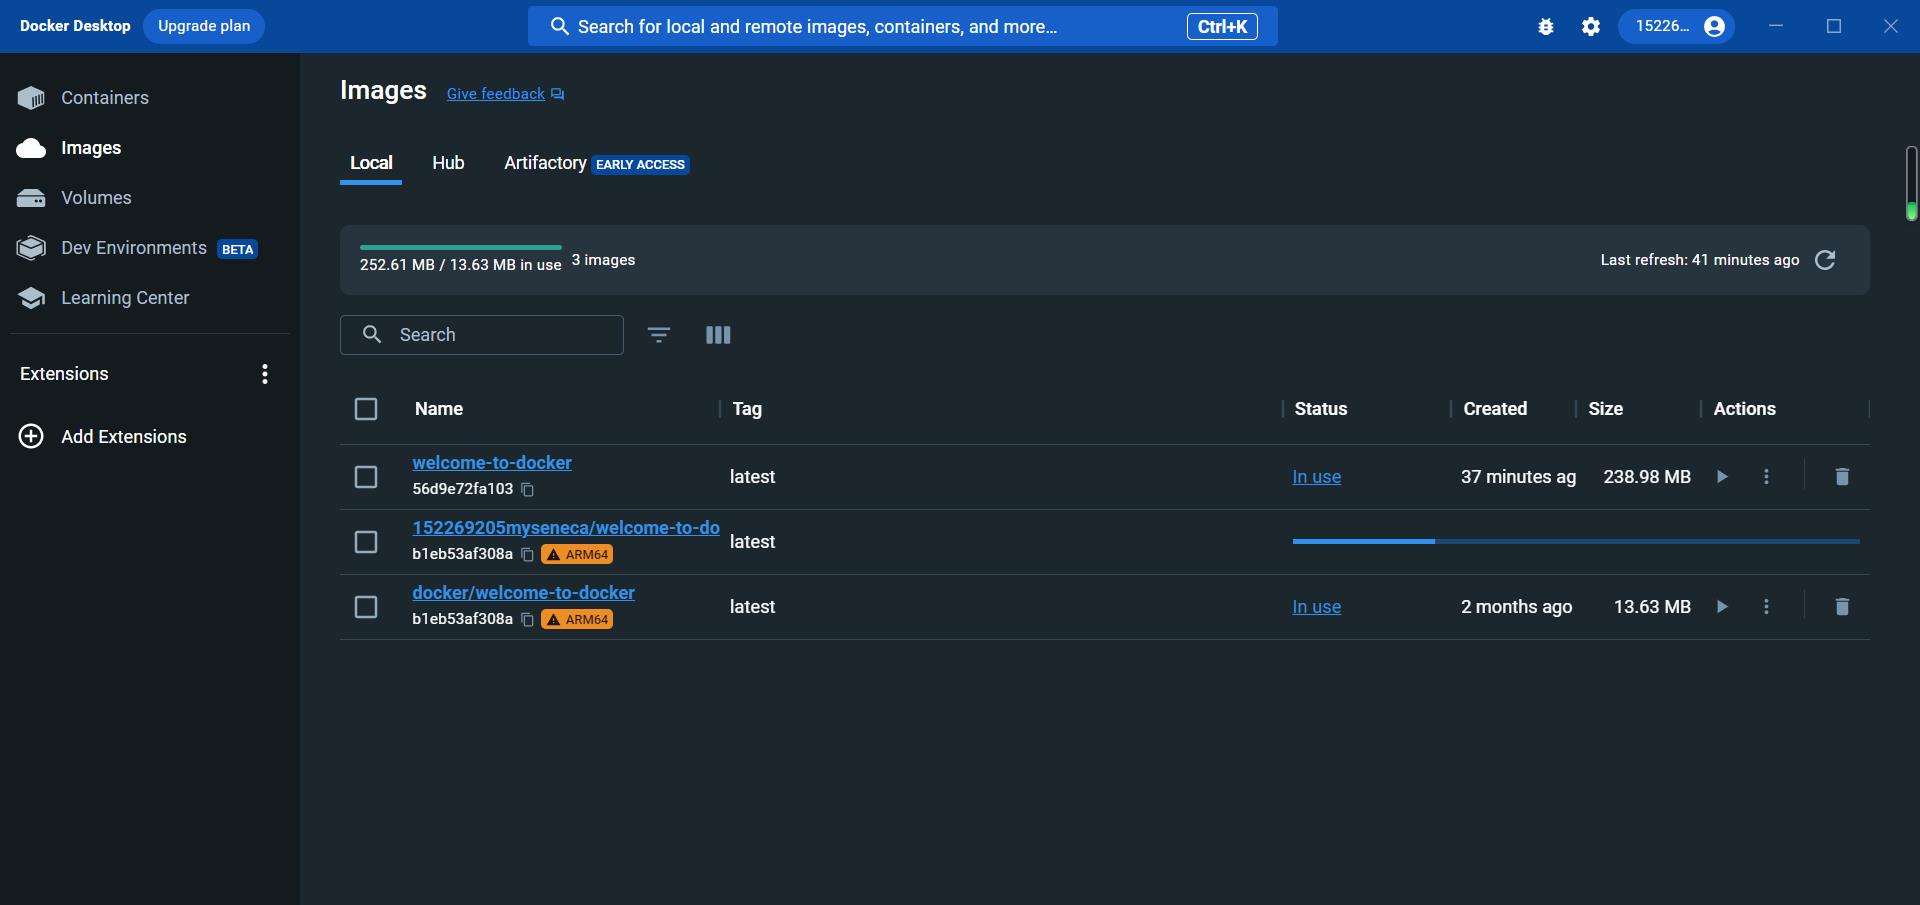 Docker Desktop Upgrade plan Search for local and remote images, containers, and more... Ctrl+K 15226...
Containers
Images
Volumes
Dev Environments BETA
Learning Center
Extensions
Add Extensions
Images Give feedback
Local Hub Artifactory EARLY ACCESS
252.61 MB / 13.63 MB in use 3 images Last refresh: 41 minutes ago
Search
Name Tag Status Created Size Actions
welcome-to-docker
56d9e72fa103
latest In use 37 minutes ag 238.98 MB
152269205myseneca/welcome-to-do
b1eb53af308a ARM64
latest
docker/welcome-to-docker
b1eb53af308a ARM64
latest In use 2 months ago 13.63 MB